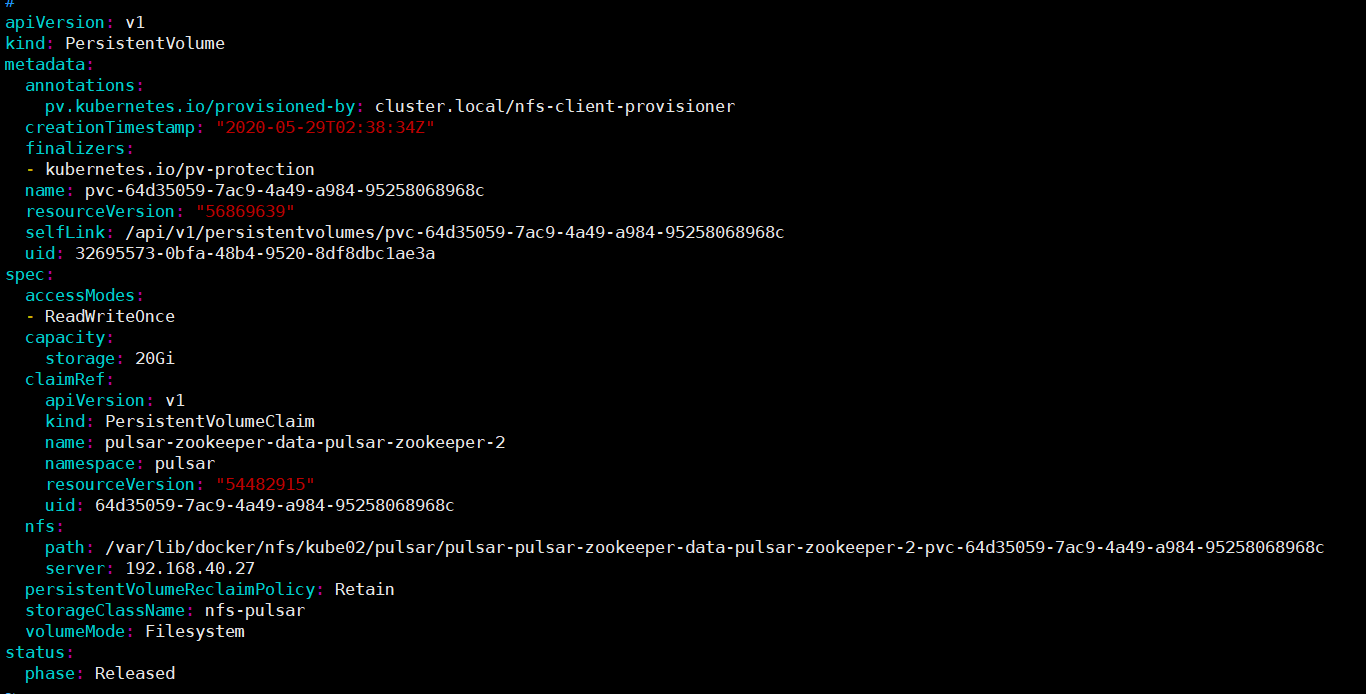 #
apiVersion: v1
kind: PersistentVolume
metadata:
  annotations:
    pv.kubernetes.io/provisioned-by: cluster.local/nfs-client-provisioner
  creationTimestamp: "2020-05-29T02:38:34Z"
  finalizers:
  - kubernetes.io/pv-protection
  name: pvc-64d35059-7ac9-4a49-a984-95258068968c
  resourceVersion: "56869639"
  selfLink: /api/v1/persistentvolumes/pvc-64d35059-7ac9-4a49-a984-95258068968c
  uid: 32695573-0bfa-48b4-9520-8df8dbc1ae3a
spec:
  accessModes:
  - ReadWriteOnce
  capacity:
    storage: 20Gi
  claimRef:
    apiVersion: v1
    kind: PersistentVolumeClaim
    name: pulsar-zookeeper-data-pulsar-zookeeper-2
    namespace: pulsar
    resourceVersion: "54482915"
    uid: 64d35059-7ac9-4a49-a984-95258068968c
  nfs:
    path: /var/lib/docker/nfs/kube02/pulsar/pulsar-pulsar-zookeeper-data-pulsar-zookeeper-2-pvc-64d35059-7ac9-4a49-a984-95258068968c
    server: 192.168.40.27
  persistentVolumeReclaimPolicy: Retain
  storageClassName: nfs-pulsar
  volumeMode: Filesystem
status:
  phase: Released